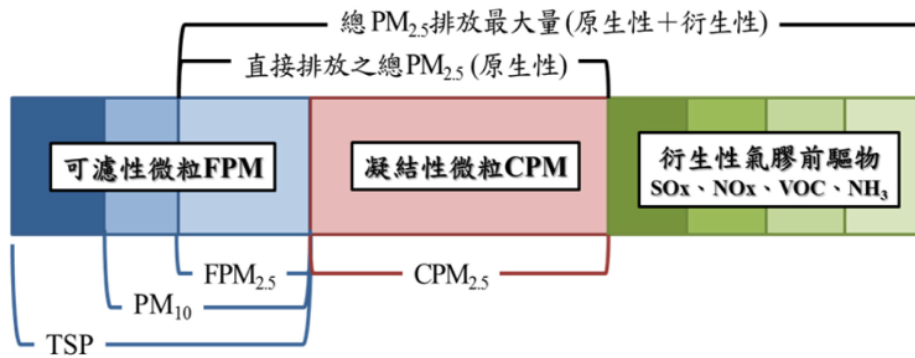 總PM2.5排放最大量(原生性＋衍生性)
直接排放之總PM2.5(原生性)
可濾性微粒FPM
凝結性微粒CPM
衍生性氣膠前驅物
SOx、NOx、VOC、NH3
FPM2.5
CPM2.5
PM10
TSP